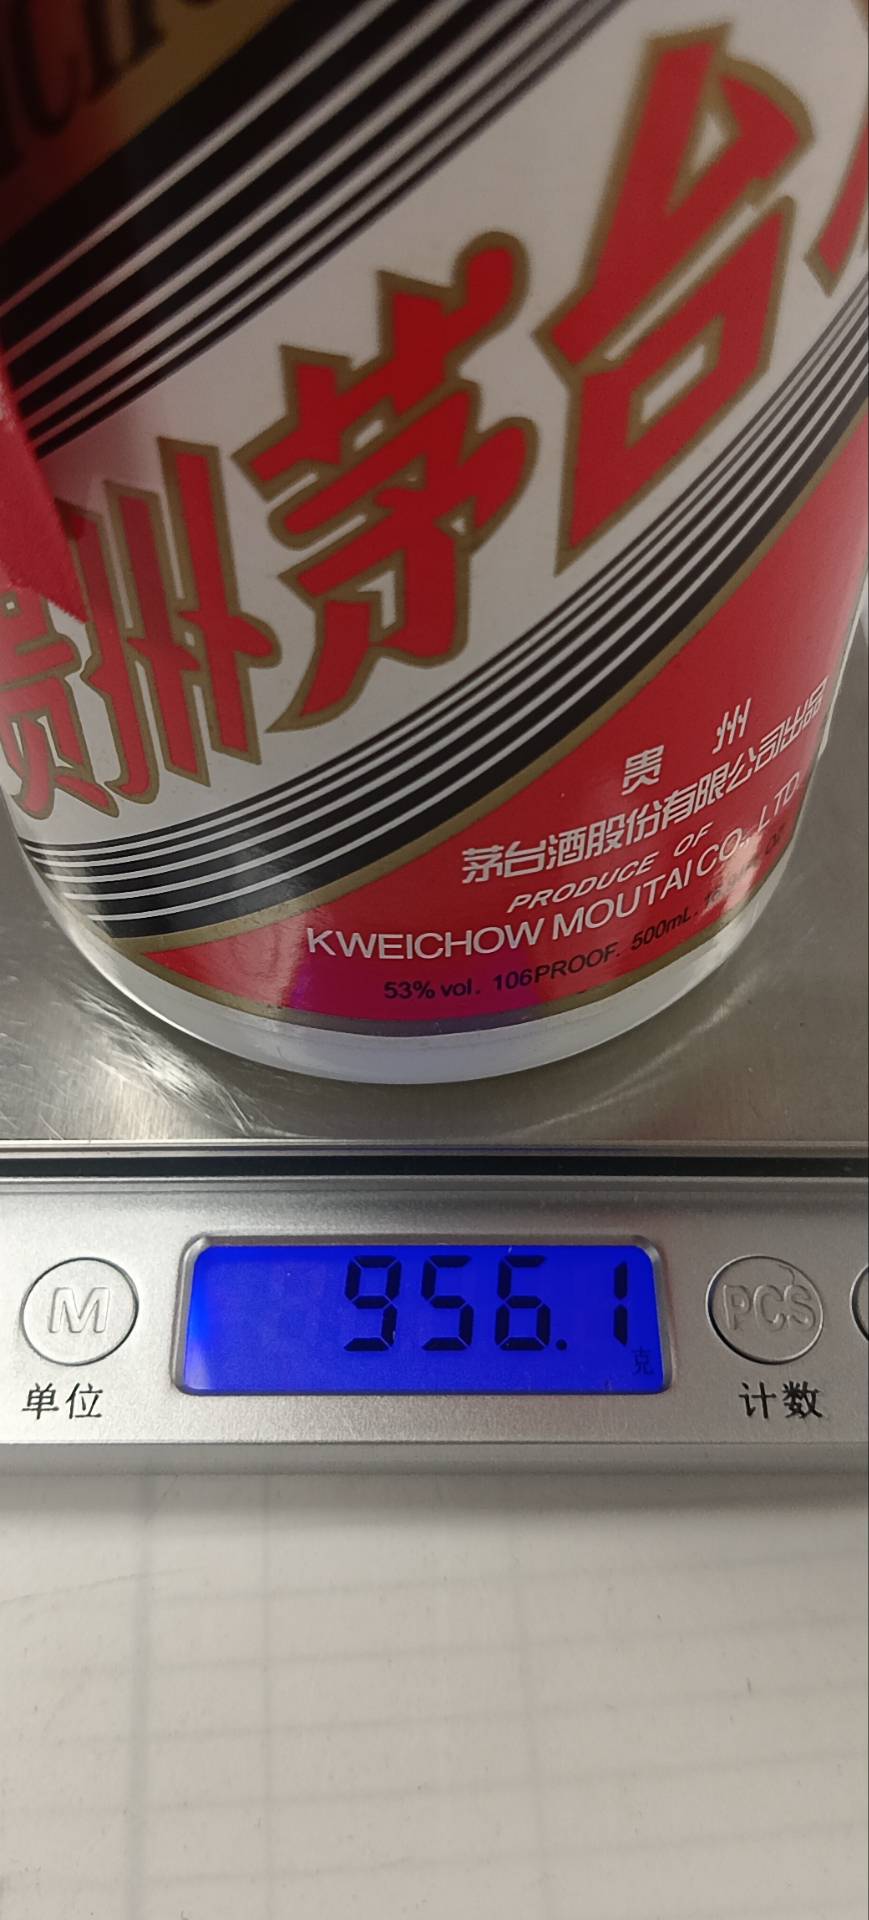 贵州茅台
贵州
茅台酒股份有限公司出品
PRODUCE OF
KWEICHOW MOUTAI CO., LTD
53% vol. 106PROOF. 500mL.
956.1
克
M
PCS
单位
计数